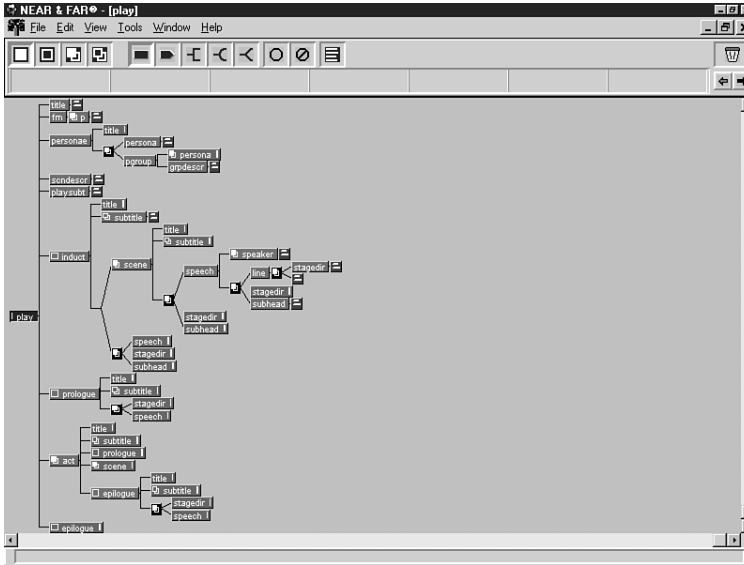 NEAR & FAR® - [play]
File Edit View Tools Window Help
title
fm p
personae
title
persona
pgroup
persona
grpdescr
scndescr
playsubt
induct
title
subtitle
scene
title
subtitle
speech
speaker
line
stagedir
stagedir
subhead
stagedir
subhead
play
speech
stagedir
subhead
prologue
title
subtitle
stagedir
speech
act
title
subtitle
prologue
scene
epilogue
title
subtitle
stagedir
speech
epilogue